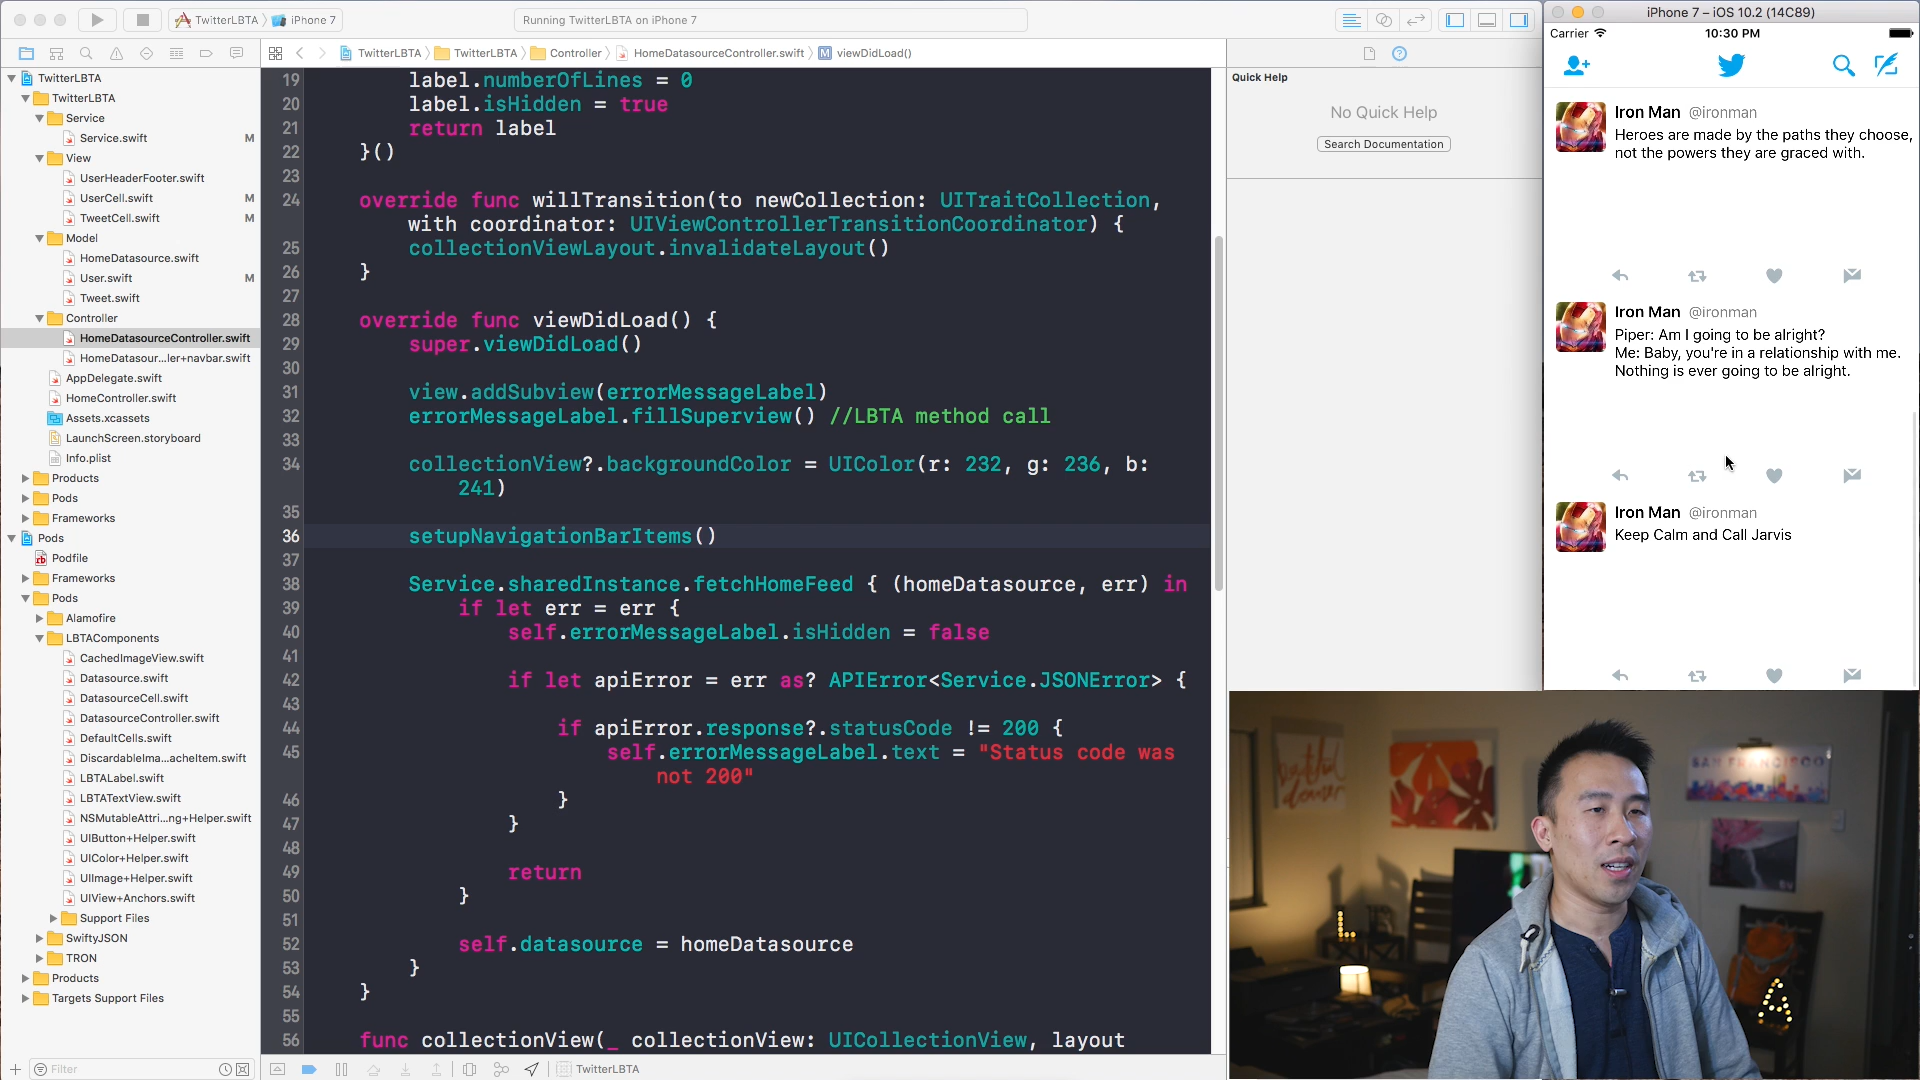 TwitterLBTA
iPhone 7
Running TwitterLBTA on iPhone 7
TwitterLBTA
TwitterLBTA
Controller
HomeDatasourceController.swift
M
viewDidLoad()
TwitterLBTA
TwitterLBTA
Service
Service.swift M
View
UserHeaderFooter.swift
UserCell.swift M
TweetCell.swift M
Model
HomeDatasource.swift
User.swift M
Tweet.swift
Controller
HomeDatasourceController.swift
HomeDatasour...ler+navbar.swift
AppDelegate.swift
HomeController.swift
Assets.xcassets
LaunchScreen.storyboard
Info.plist
Products
Pods
Frameworks
Pods
rb Podfile
Frameworks
Pods
Alamofire
LBTAComponents
CachedImageView.swift
Datasource.swift
DatasourceCell.swift
DatasourceController.swift
DefaultCells.swift
DiscardableIma...acheItem.swift
LBTALabel.swift
LBTATextView.swift
NSMutableAttri...ng+Helper.swift
UIButton+Helper.swift
UIColor+Helper.swift
UIImage+Helper.swift
UIView+Anchors.swift
Support Files
SwiftyJSON
TRON
Products
Targets Support Files
Filter
19 label.numberOfLines = 0
20 label.isHidden = true
21 return label
22 }()
23
24 override func willTransition(to newCollection: UITraitCollection,
with coordinator: UIViewControllerTransitionCoordinator) {
25 collectionViewLayout.invalidateLayout()
26 }
27
28 override func viewDidLoad() {
29 super.viewDidLoad()
30
31 view.addSubview(errorMessageLabel)
32 errorMessageLabel.fillSuperview() //LBTA method call
33
34 collectionView?.backgroundColor = UIColor(r: 232, g: 236, b:
241)
35
36 setupNavigationBarItems()
37
38 Service.sharedInstance.fetchHomeFeed { (homeDatasource, err) in
39 if let err = err {
40 self.errorMessageLabel.isHidden = false
41
42 if let apiError = err as? APIError<Service.JSONError> {
43
44 if apiError.response?.statusCode != 200 {
45 self.errorMessageLabel.text = "Status code was
not 200"
46 }
47 }
48
49 return
50 }
51
52 self.datasource = homeDatasource
53 }
54 }
55
56 func collectionView(_ collectionView: UICollectionView, layout
TwitterLBTA
Quick Help
No Quick Help
Search Documentation
iPhone 7 – iOS 10.2 (14C89)
Carrier 10:30 PM
Iron Man @ironman
Heroes are made by the paths they choose,
not the powers they are graced with.
Iron Man @ironman
Piper: Am I going to be alright?
Me: Baby, you're in a relationship with me.
Nothing is ever going to be alright.
Iron Man @ironman
Keep Calm and Call Jarvis
SAN FRANCISCO
L
A